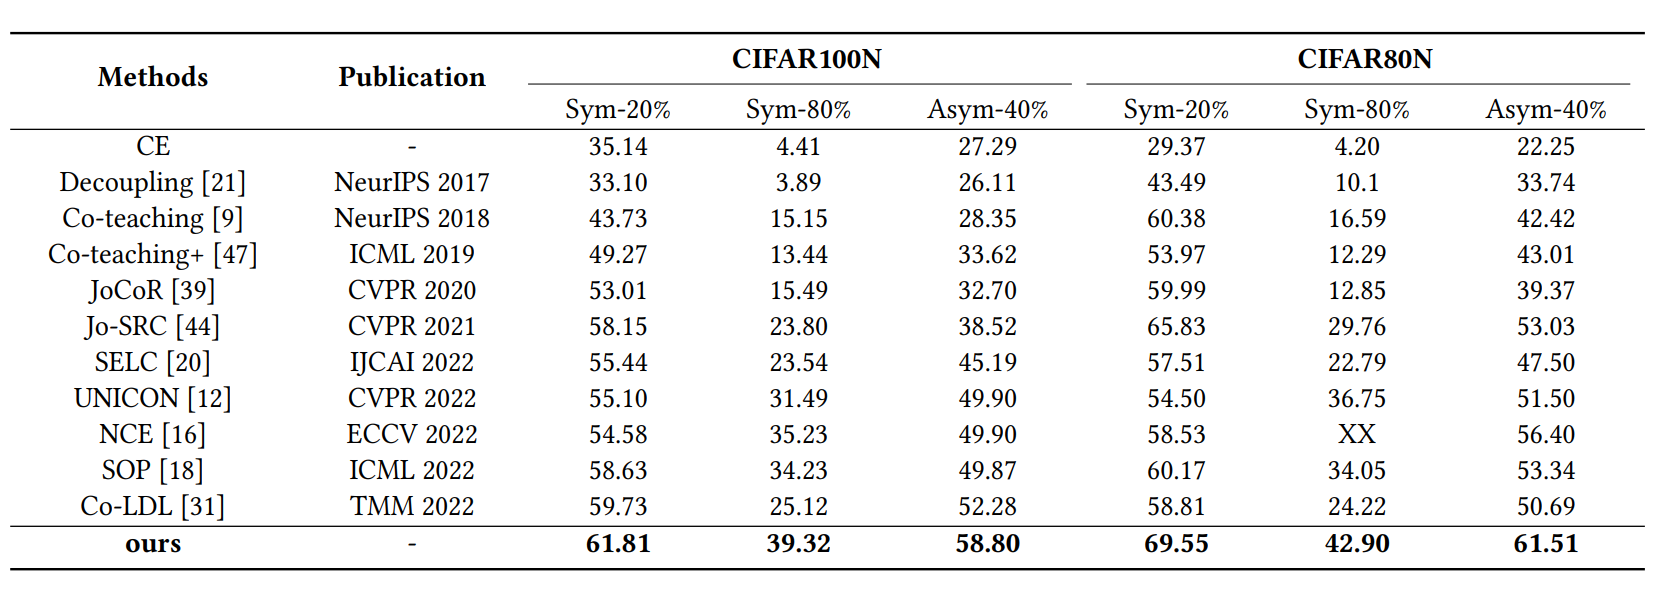 Methods Publication CIFAR100N CIFAR80N
Sym-20% Sym-80% Asym-40% Sym-20% Sym-80% Asym-40%
CE - 35.14 4.41 27.29 29.37 4.20 22.25
Decoupling [21] NeurIPS 2017 33.10 3.89 26.11 43.49 10.1 33.74
Co-teaching [9] NeurIPS 2018 43.73 15.15 28.35 60.38 16.59 42.42
Co-teaching+ [47] ICML 2019 49.27 13.44 33.62 53.97 12.29 43.01
JoCoR [39] CVPR 2020 53.01 15.49 32.70 59.99 12.85 39.37
Jo-SRC [44] CVPR 2021 58.15 23.80 38.52 65.83 29.76 53.03
SELC [20] IJCAI 2022 55.44 23.54 45.19 57.51 22.79 47.50
UNICON [12] CVPR 2022 55.10 31.49 49.90 54.50 36.75 51.50
NCE [16] ECCV 2022 54.58 35.23 49.90 58.53 XX 56.40
SOP [18] ICML 2022 58.63 34.23 49.87 60.17 34.05 53.34
Co-LDL [31] TMM 2022 59.73 25.12 52.28 58.81 24.22 50.69
ours - 61.81 39.32 58.80 69.55 42.90 61.51